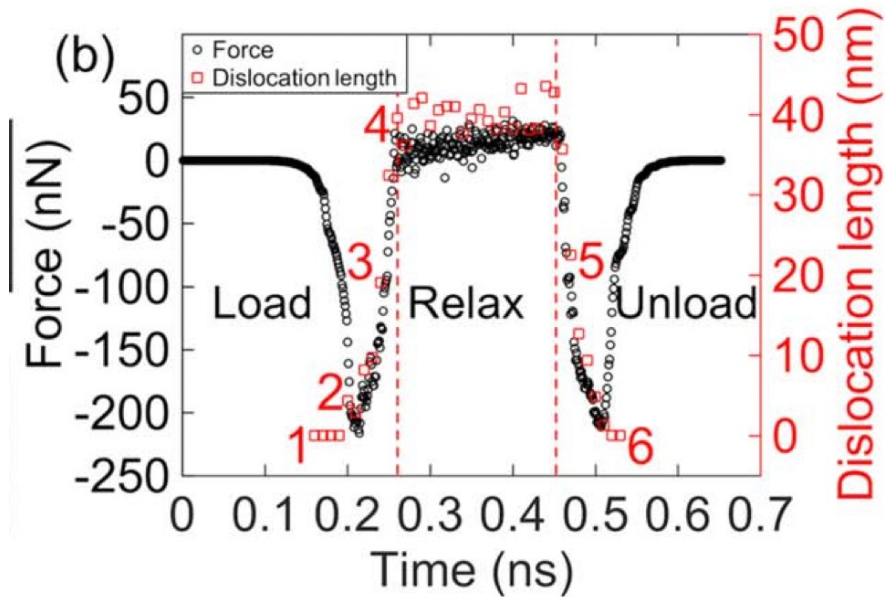 (b)
Force
Dislocation length
50
0
-50
-100
-150
-200
-250
Force (nN)
0 0.1 0.2 0.3 0.4 0.5 0.6 0.7
Time (ns)
50
40
30
20
10
0
Dislocation length (nm)
Load
Relax
Unload
1
2
3
4
5
6